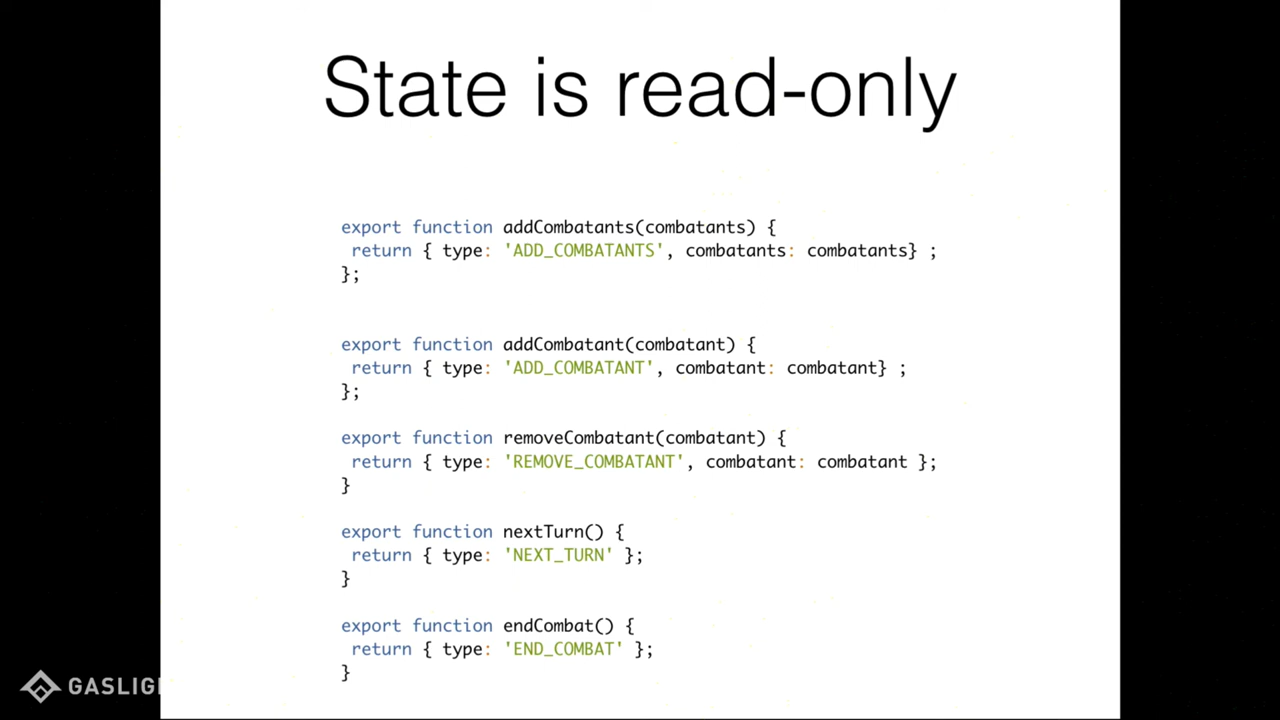 State is read-only
export function addCombatants(combatants) {
return { type: 'ADD_COMBATANTS', combatants: combatants} ;
};
export function addCombatant(combatant) {
return { type: 'ADD_COMBATANT', combatant: combatant} ;
};
export function removeCombatant(combatant) {
return { type: 'REMOVE_COMBATANT', combatant: combatant };
}
export function nextTurn() {
return { type: 'NEXT_TURN' };
}
export function endCombat() {
return { type: 'END_COMBAT' };
}
GASLIG